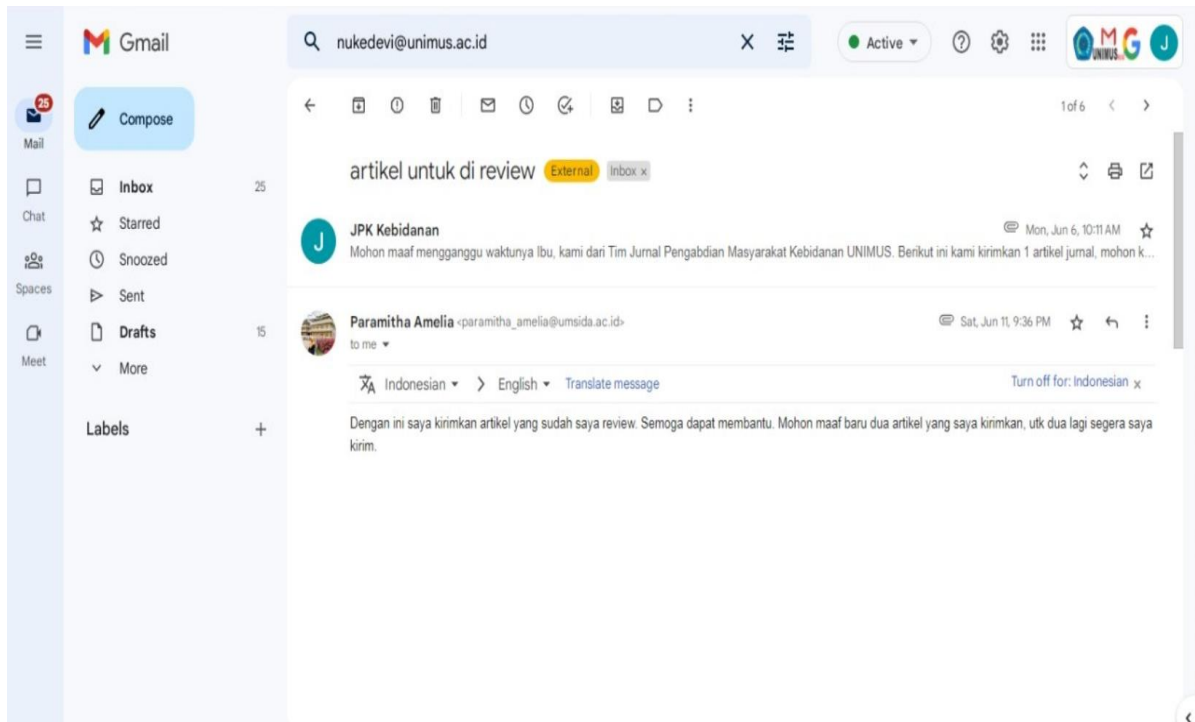 Gmail
nukedevi@unimus.ac.id
Active
UNIMUS
J
25
Mail
Compose
1 of 6
Chat
Inbox 25
Starred
Snoozed
Spaces
Sent
Drafts 15
Meet
More
Labels
artikel untuk di review External Inbox x
J
JPK Kebidanan Mon, Jun 6, 10:11 AM
Mohon maaf mengganggu waktunya Ibu, kami dari Tim Jurnal Pengabdian Masyarakat Kebidanan UNIMUS. Berikut ini kami kirimkan 1 artikel jurnal, mohon k...
Paramitha Amelia <paramitha_amelia@umsida.ac.id> Sat, Jun 11, 9:36 PM
to me
Indonesian > English Translate message Turn off for: Indonesian x
Dengan ini saya kirimkan artikel yang sudah saya review. Semoga dapat membantu. Mohon maaf baru dua artikel yang saya kirimkan, utk dua lagi segera saya
kirim.